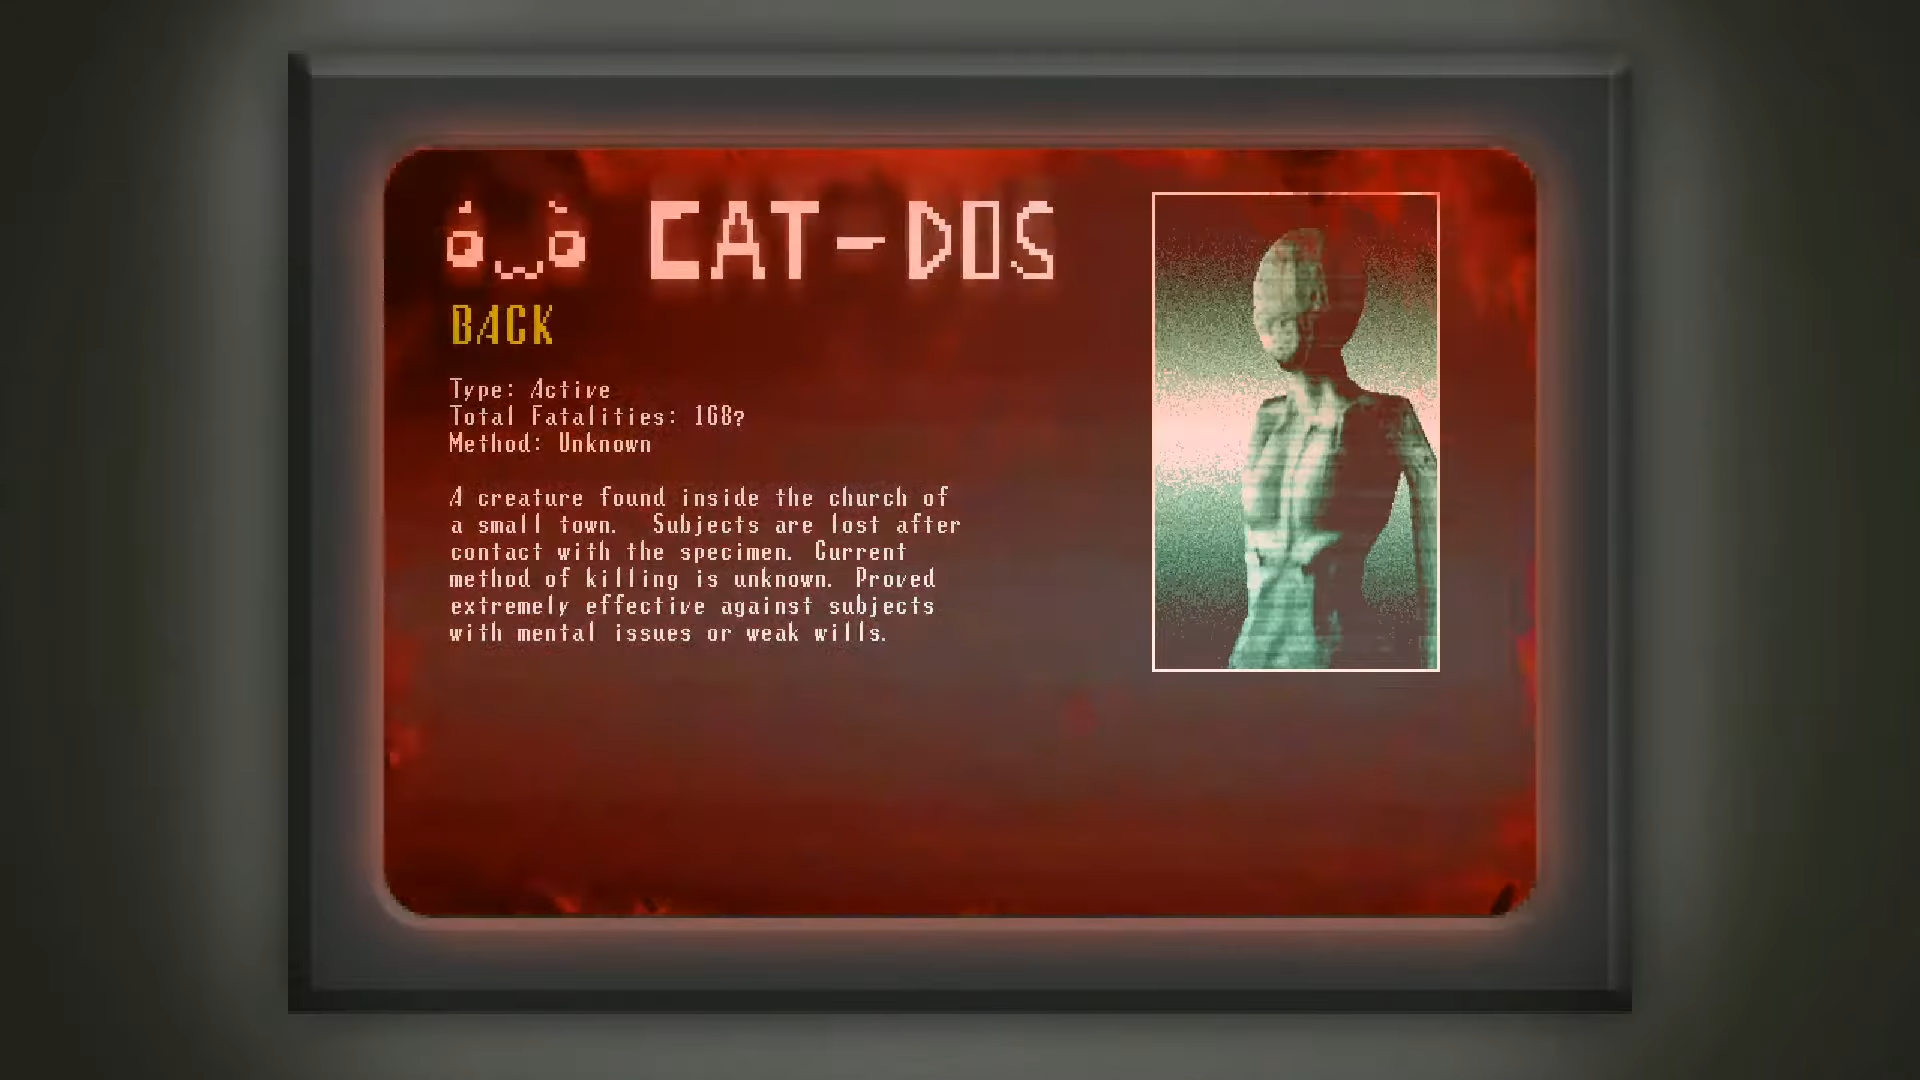 CAT-DOS
BACK
Type: Active
Total Fatalities: 168?
Method: Unknown
A creature found inside the church of
a small town. Subjects are lost after
contact with the specimen. Current
method of killing is unknown. Proved
extremely effective against subjects
with mental issues or weak wills.